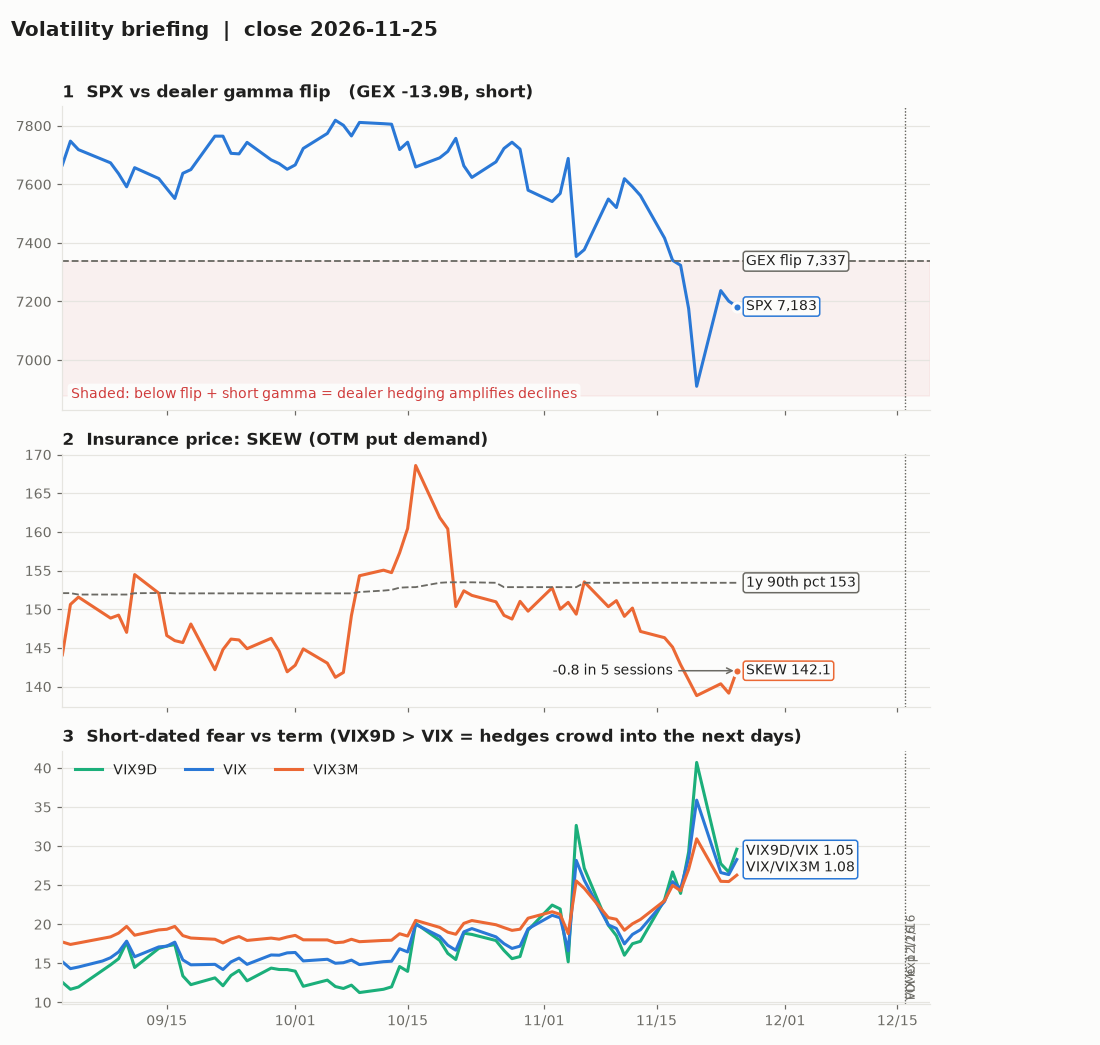 Volatility briefing | close 2026-11-25
1 SPX vs dealer gamma flip (GEX -13.9B, short)
7800
7600
7400
7200
7000
GEX flip 7,337
SPX 7,183
Shaded: below flip + short gamma = dealer hedging amplifies declines
2 Insurance price: SKEW (OTM put demand)
170
165
160
155
150
145
140
1y 90th pct 153
-0.8 in 5 sessions
SKEW 142.1
3 Short-dated fear vs term (VIX9D > VIX = hedges crowd into the next days)
VIX9D VIX VIX3M
40
35
30
25
20
15
10
VIX9D/VIX 1.05
VIX/VIX3M 1.08
09/15 10/01 10/15 11/01 11/15 12/01 12/15